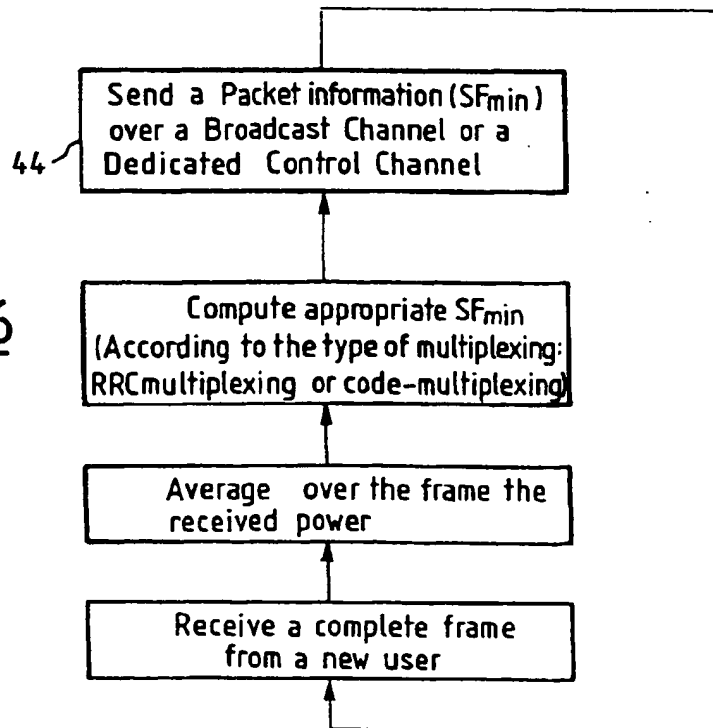 Send a Packet information (SFmin)
over a Broadcast Channel or a
Dedicated Control Channel
44
6
Compute appropriate SFmin
(According to the type of multiplexing:
RRCmultiplexing or code-multiplexing)
Average over the frame the
received power
Receive a complete frame
from a new user